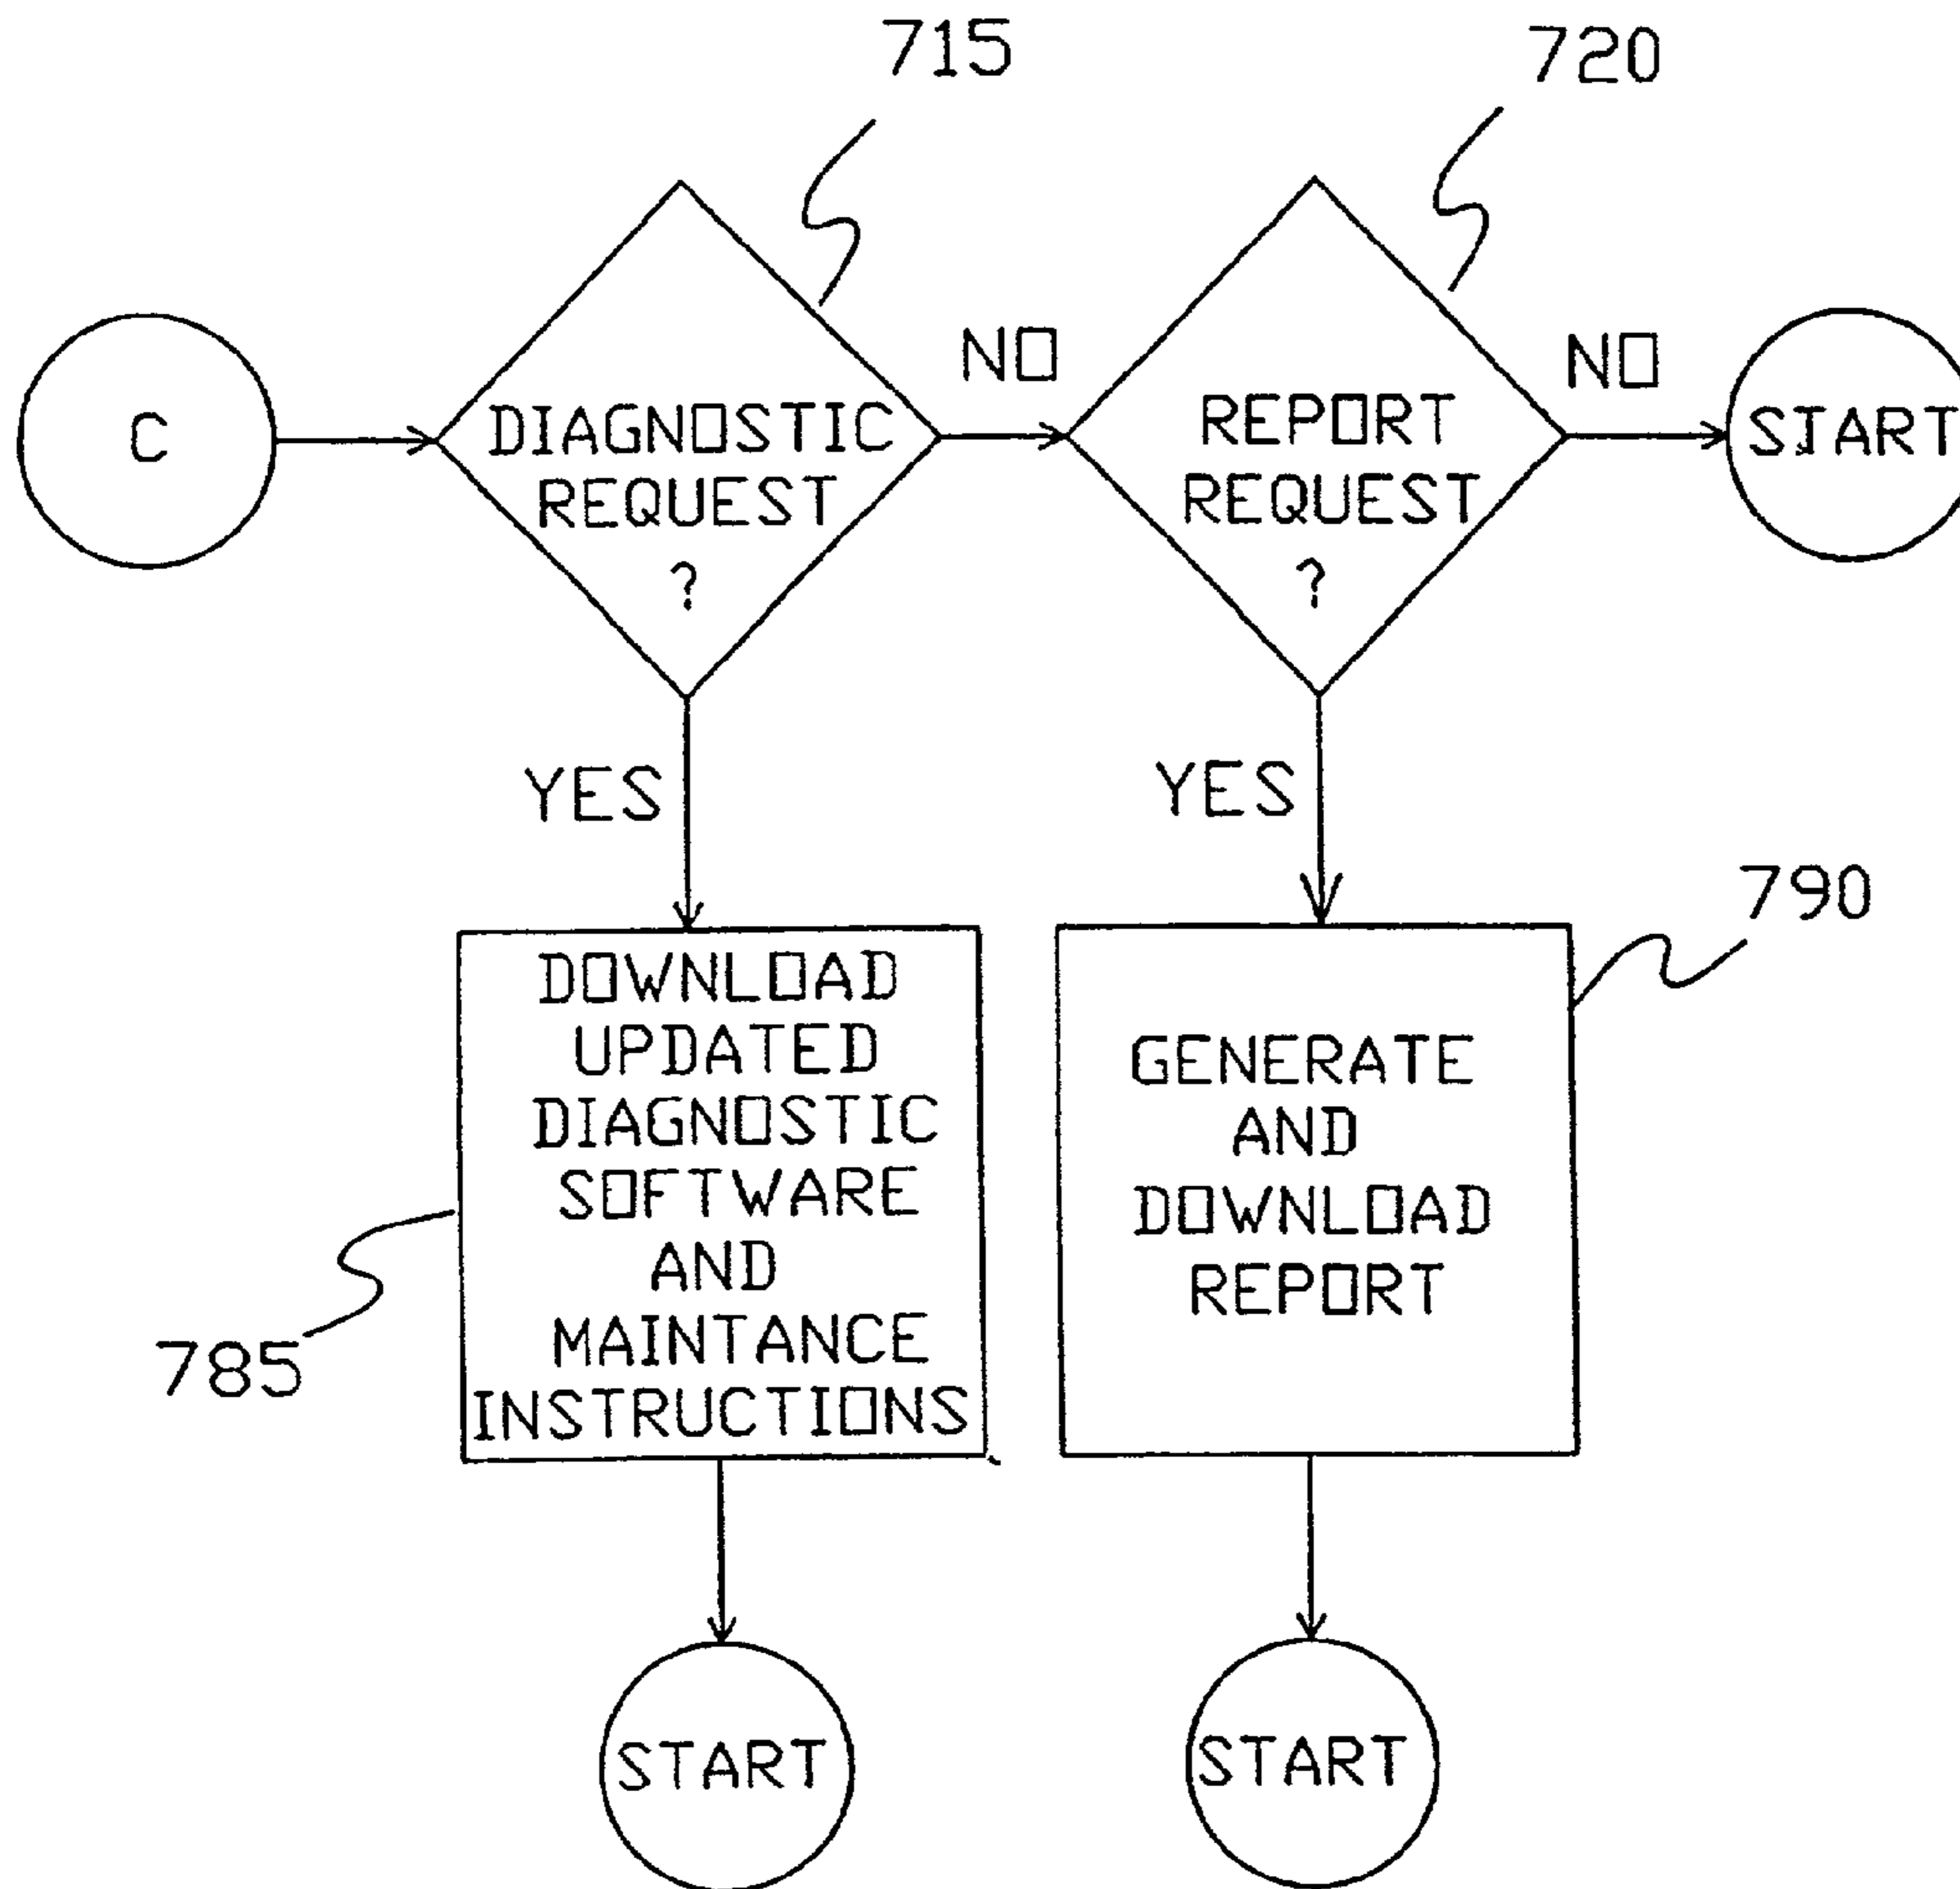 715
720
C
DIAGNOSTIC
REQUEST
?
NO
REPORT
REQUEST
?
NO
START
YES
YES
790
DOWNLOAD
UPDATED
DIAGNOSTIC
SOFTWARE
AND
MAINTANCE
INSTRUCTIONS
GENERATE
AND
DOWNLOAD
REPORT
785
START
START